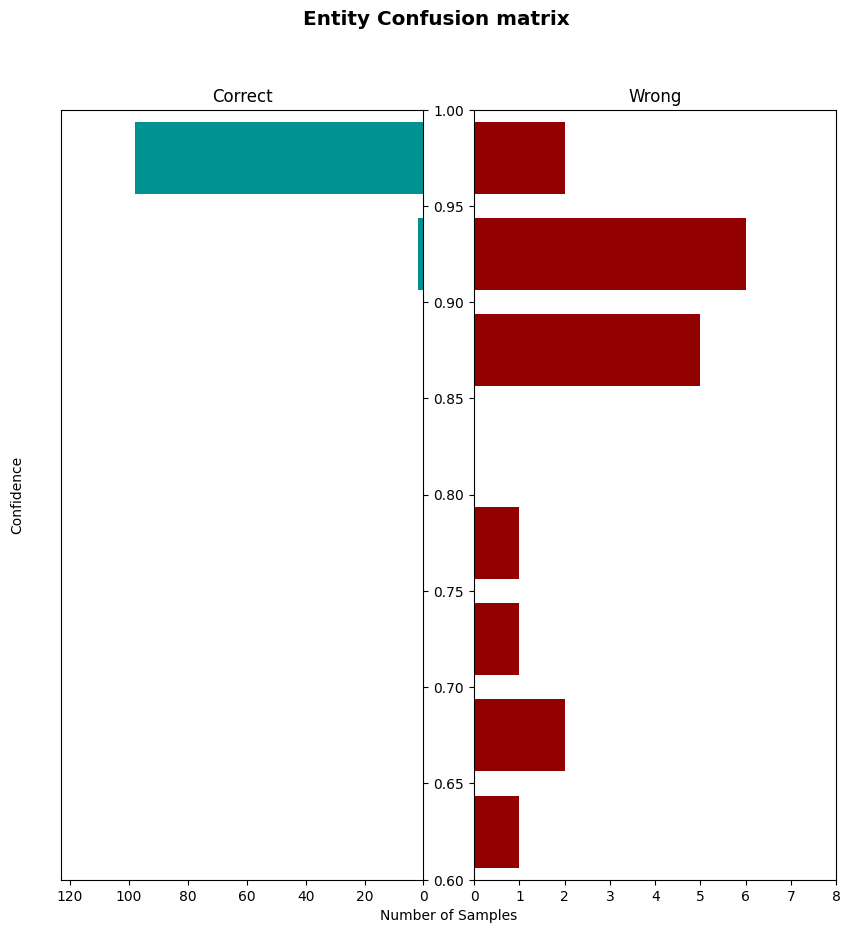 Entity Confusion matrix
Correct
Wrong
1.00
0.95
0.90
0.85
0.80
0.75
0.70
0.65
0.60
Confidence
120 100 80 60 40 20 0
0 1 2 3 4 5 6 7 8
Number of Samples